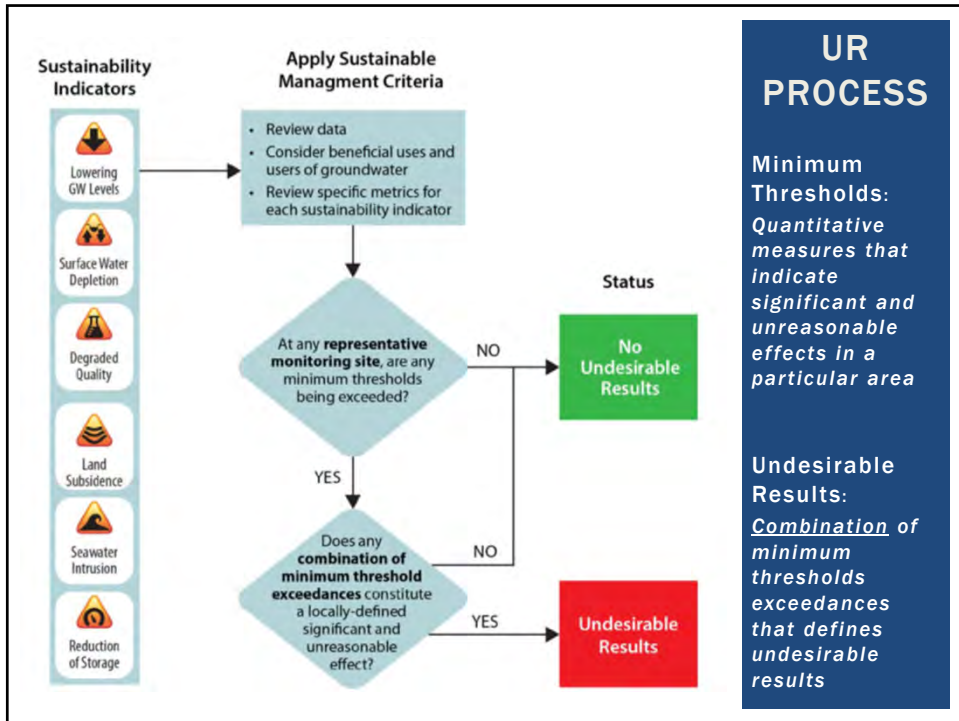 Sustainability
Indicators
Lowering
GW Levels
Surface Water
Depletion
Degraded
Quality
Land
Subsidence
Seawater
Intrusion
Reduction
of Storage
Apply Sustainable
Managment Criteria
• Review data
• Consider beneficial uses and
users of groundwater
• Review specific metrics for
each sustainability indicator
At any representative
monitoring site, are any
minimum thresholds
being exceeded?
NO
YES
Does any
combination of
minimum threshold
exceedances constitute
a locally-defined
significant and
unreasonable
effect?
NO
YES
Status
No
Undesirable
Results
Undesirable
Results
UR
PROCESS
Minimum
Thresholds:
Quantitative
measures that
indicate
significant and
unreasonable
effects in a
particular area
Undesirable
Results:
Combination of
minimum
thresholds
exceedances
that defines
undesirable
results